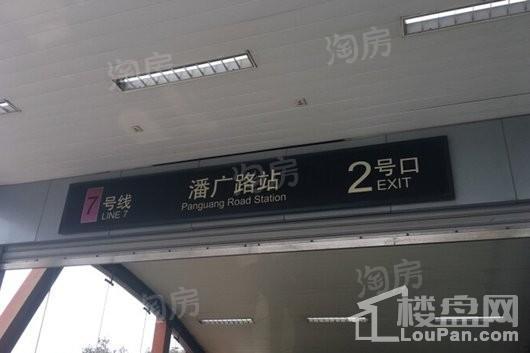 淘房
淘房
淘房
7 号线 LINE 7
潘广路站
Panguang Road Station
2 号口 EXIT
淘房
淘房
楼盘网
LouPan.com